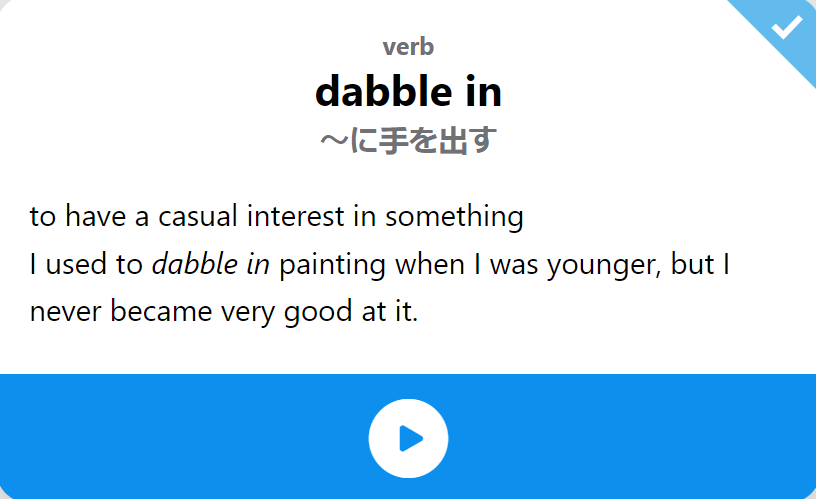 verb
dabble in
～に手を出す
to have a casual interest in something
I used to dabble in painting when I was younger, but I
never became very good at it.